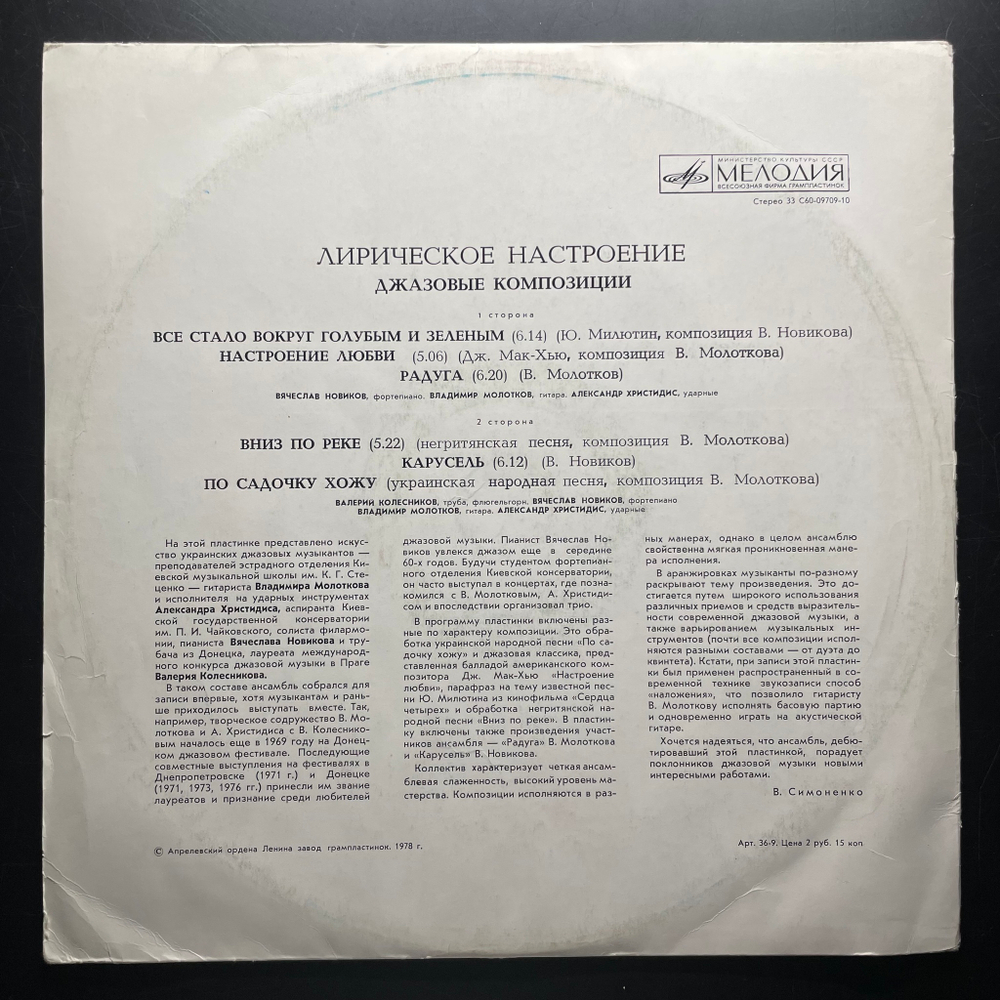 МИНИСТЕРСТВО КУЛЬТУРЫ СССР
МЕЛОДИЯ
ВСЕСОЮЗНАЯ ФИРМА ГРАМПЛАСТИНОК
Стерео 33 С60-09709-10
ЛИРИЧЕСКОЕ НАСТРОЕНИЕ
ДЖАЗОВЫЕ КОМПОЗИЦИИ
1 сторона
ВСЕ СТАЛО ВОКРУГ ГОЛУБЫМ И ЗЕЛЕНЫМ (6.14) (Ю. Милютин, композиция В. Новикова)
НАСТРОЕНИЕ ЛЮБВИ (5.06) (Дж. Мак-Хью, композиция В. Молоткова)
РАДУГА (6.20) (В. Молотков)
ВЯЧЕСЛАВ НОВИКОВ, фортепиано. ВЛАДИМИР МОЛОТКОВ, гитара. АЛЕКСАНДР ХРИСТИДИС, ударные
2 сторона
ВНИЗ ПО РЕКЕ (5.22) (негритянская песня, композиция В. Молоткова)
КАРУСЕЛЬ (6.12) (В. Новиков)
ПО САДОЧКУ ХОЖУ (украинская народная песня, композиция В. Молоткова)
ВАЛЕРИЙ КОЛЕСНИКОВ, труба, флюгельгорн. ВЯЧЕСЛАВ НОВИКОВ, фортепиано
ВЛАДИМИР МОЛОТКОВ, гитара. АЛЕКСАНДР ХРИСТИДИС, ударные
На этой пластинке представлено искус-
ство украинских джазовых музыкантов —
преподавателей эстрадного отделения Ки-
евской музыкальной школы им. К. Г. Сте-
ценко — гитариста Владимира Молоткова
и исполнителя на ударных инструментах
Александра Христидиса, аспиранта Киев-
ской государственной консерватории
им. П. И. Чайковского, солиста филармо-
нии, пианиста Вячеслава Новикова и тру-
бача из Донецка, лауреата международ-
ного конкурса джазовой музыки в Праге
Валерия Колесникова.
В таком составе ансамбль собрался для
записи впервые, хотя музыкантам и рань-
ше приходилось выступать вместе. Так,
например, творческое содружество В. Мо-
лоткова и А. Христидиса с В. Колеснико-
вым началось еще в 1969 году на Донец-
ком джазовом фестивале. Последующие
совместные выступления на фестивалях в
Днепропетровске (1971 г.) и Донецке
(1971, 1973, 1976 гг.) принесли им звание
лауреатов и признание среди любителей
джазовой музыки. Пианист Вячеслав Но-
виков увлекся джазом еще в середине
60-х годов. Будучи студентом фортепиан-
ного отделения Киевской консерватории,
он часто выступал в концертах, где позна-
комился с В. Молотковым, А. Христиди-
сом и впоследствии организовал трио.
В программу пластинки включены раз-
ные по характеру композиции. Это обра-
ботка украинской народной песни «По са-
дочку хожу» и джазовая классика, пред-
ставленная балладой американского ком-
позитора Дж. Мак-Хью «Настроение
любви», парафраз на тему известной пес-
ни Ю. Милютина из кинофильма «Сердца
четырех» и обработка негритянской на-
родной песни «Вниз по реке». В пластин-
ку включены также произведения участ-
ников ансамбля — «Радуга» В. Молоткова
и «Карусель» В. Новикова.
Коллектив характеризует четкая ансам-
блевая слаженность, высокий уровень ма-
стерства. Композиции исполняются в раз-
ных манерах, однако в целом ансамблю
свойственна мягкая проникновенная мане-
ра исполнения.
В аранжировках музыканты по-разному
раскрывают тему произведения. Это до-
стигается путем широкого использования
различных приемов и средств выразитель-
ности современной джазовой музыки, а
также варьированием музыкальных ин-
струментов (почти все композиции испол-
няются разными составами — от дуэта до
квинтета). Кстати, при записи этой пластин-
ки был применен распространенный в со-
временной технике звукозаписи способ
«наложения», что позволило гитаристу
В. Молоткову исполнять басовую партию
и одновременно играть на акустической
гитаре.
Хочется надеяться, что ансамбль, дебю-
тировавший этой пластинкой, порадует
поклонников джазовой музыки новыми
интересными работами.
В. Симоненко
© Апрелевский ордена Ленина завод грампластинок. 1978 г.
Арт. 36-9. Цена 2 руб. 15 коп